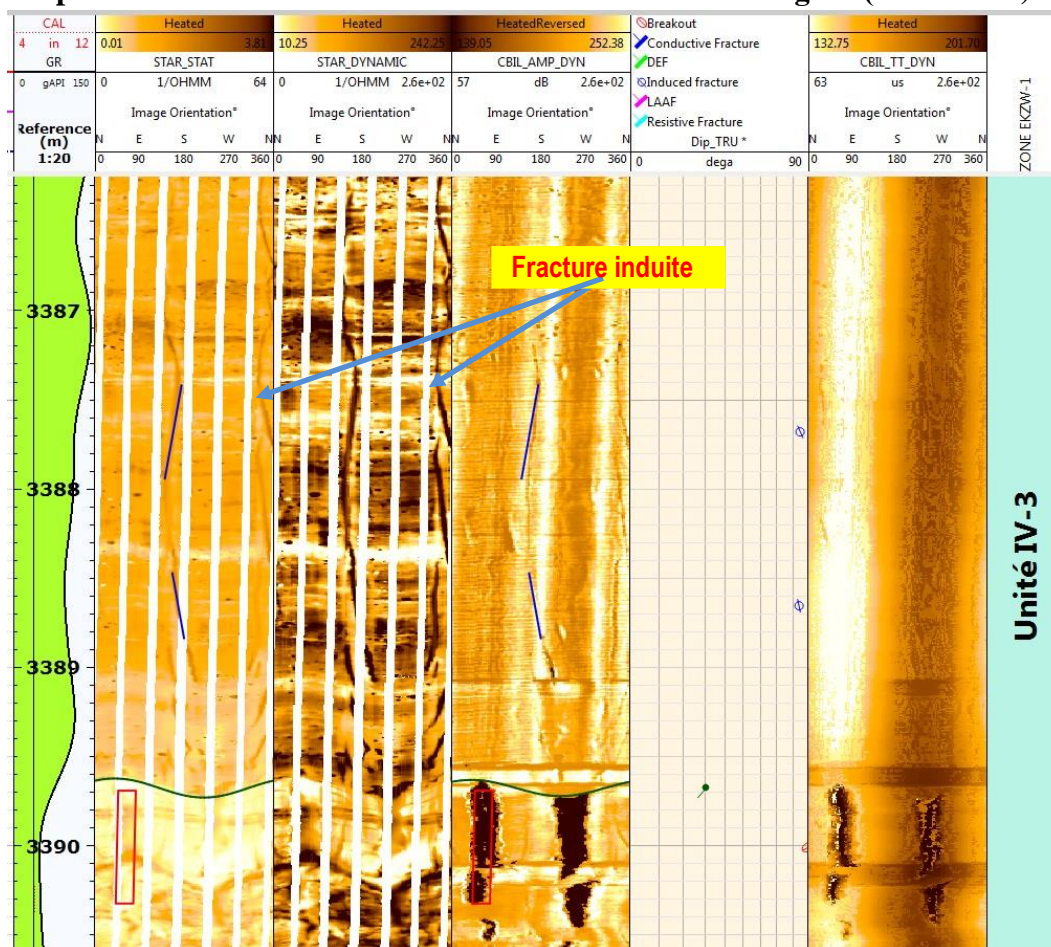 CAL
4 in 12
GR
0 gAPI 150
Reference
(m)
1:20
Heated
0.01 3.81
STAR_STAT
0 1/OHMM 64
Image Orientation°
N E S W N
0 90 180 270 360
Heated
10.25 242.25
STAR_DYNAMIC
0 1/OHMM 2.6e+02
Image Orientation°
N E S W N
0 90 180 270 360
HeatedReversed
139.05 252.38
CBIL_AMP_DYN
57 dB 2.6e+02
Image Orientation°
N E S W N
0 90 180 270 360
Breakout
Conductive Fracture
DEF
Induced fracture
LAAF
Resistive Fracture
Dip_TRU *
0 dega 90
Heated
132.75 201.70
CBIL_TT_DYN
63 us 2.6e+02
Image Orientation°
N E S W N
0 90 180 270 360
ZONE EKZW-1
Fracture induite
3387
3388
3389
3390
Unité IV-3